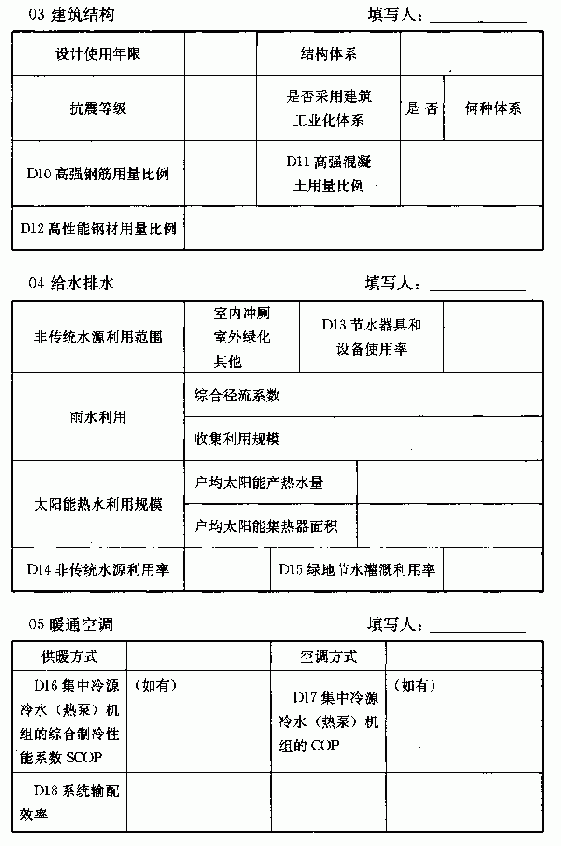 03 建筑结构 填写人：
设计使用年限 结构体系
抗震等级 是否采用建筑工业化体系 是 否 何种体系
D10 高强钢筋用量比例 D11 高强混凝土用量比例
D12 高性能钢材用量比例
04 给水排水 填写人：
非传统水源利用范围 室内冲厕 室外绿化 其他 D13 节水器具和设备使用率
雨水利用 综合径流系数
收集利用规模
太阳能热水利用规模 户均太阳能产热水量
户均太阳能集热器面积
D14 非传统水源利用率 D15 绿地节水灌溉利用率
05 暖通空调 填写人：
供暖方式 空调方式
D16 集中冷源冷水（热泵）机组的综合制冷性能系数 SCOP （如有） D17 集中冷源冷水（热泵）机组的 COP （如有）
D18 系统输配效率